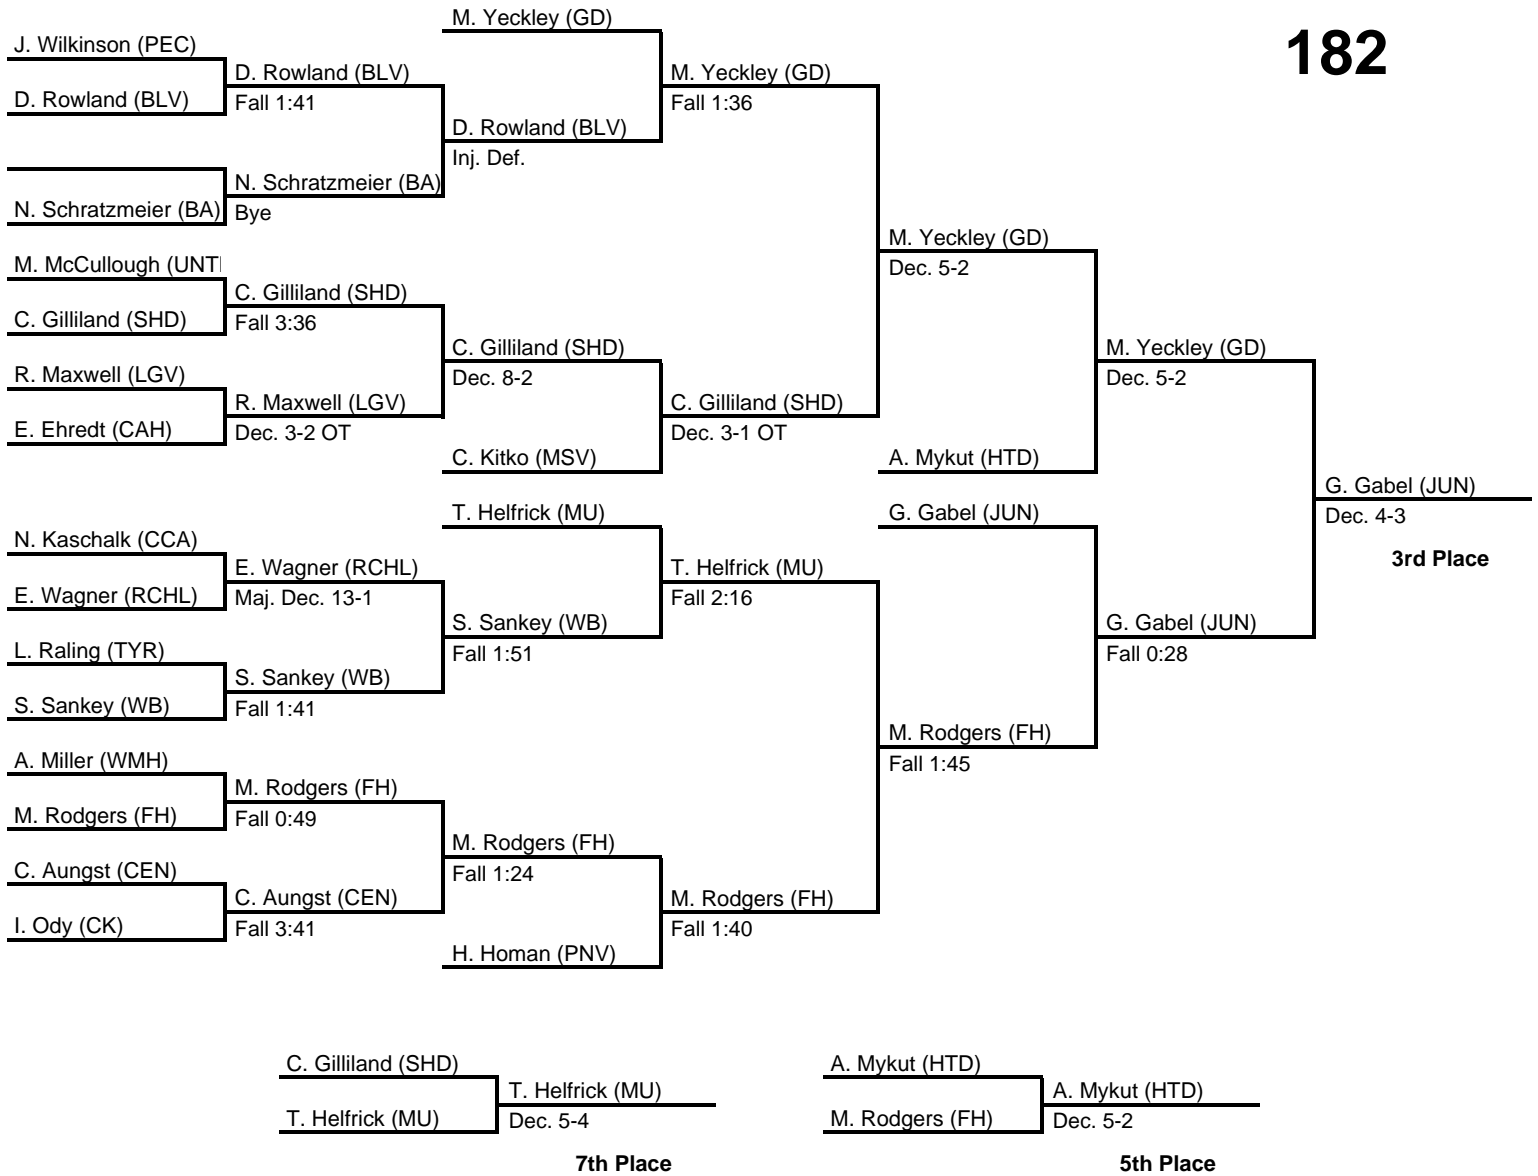 182
J. Wilkinson (PEC)
D. Rowland (BLV)
N. Schratzmeier (BA)
M. McCullough (UNT
C. Gilliland (SHD)
R. Maxwell (LGV)
E. Ehredt (CAH)
N. Kaschalk (CCA)
E. Wagner (RCHL)
L. Raling (TYR)
S. Sankey (WB)
A. Miller (WMH)
M. Rodgers (FH)
C. Aungst (CEN)
I. Ody (CK)
D. Rowland (BLV)
Fall 1:41
N. Schratzmeier (BA)
Bye
C. Gilliland (SHD)
Fall 3:36
R. Maxwell (LGV)
Dec. 3-2 OT
E. Wagner (RCHL)
Maj. Dec. 13-1
S. Sankey (WB)
Fall 1:41
M. Rodgers (FH)
Fall 0:49
C. Aungst (CEN)
Fall 3:41
M. Yeckley (GD)
D. Rowland (BLV)
Inj. Def.
C. Gilliland (SHD)
Dec. 8-2
C. Kitko (MSV)
T. Helfrick (MU)
S. Sankey (WB)
Fall 1:51
M. Rodgers (FH)
Fall 1:24
H. Homan (PNV)
M. Yeckley (GD)
Fall 1:36
C. Gilliland (SHD)
Dec. 3-1 OT
T. Helfrick (MU)
Fall 2:16
M. Rodgers (FH)
Fall 1:40
M. Yeckley (GD)
Dec. 5-2
A. Mykut (HTD)
G. Gabel (JUN)
M. Rodgers (FH)
Fall 1:45
M. Yeckley (GD)
Dec. 5-2
G. Gabel (JUN)
Fall 0:28
G. Gabel (JUN)
Dec. 4-3
3rd Place
C. Gilliland (SHD)
T. Helfrick (MU)
T. Helfrick (MU)
Dec. 5-4
7th Place
A. Mykut (HTD)
M. Rodgers (FH)
A. Mykut (HTD)
Dec. 5-2
5th Place